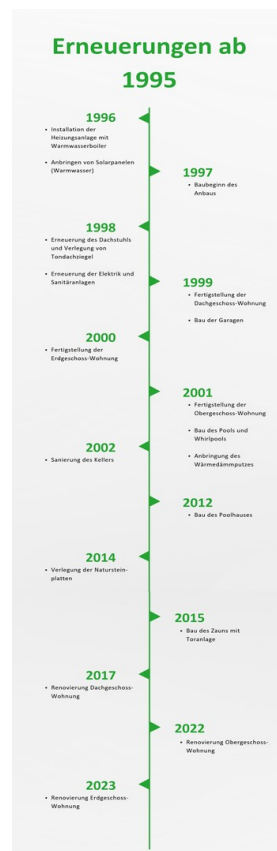 Erneuerungen ab
1995
1996
• Installation der
Heizungsanlage mit
Warmwasserboiler
• Anbringen von Solarpanelen
(Warmwasser)
1997
• Baubeginn des
Anbaus
1998
• Erneuerung des Dachstuhls
und Verlegung von
Tondachziegel
• Erneuerung der Elektrik und
Sanitäranlagen
1999
• Fertigstellung der
Dachgeschoss-Wohnung
• Bau der Garagen
2000
• Fertigstellung der
Erdgeschoss-Wohnung
2001
• Fertigstellung der
Obergeschoss-Wohnung
• Bau des Pools und
Whirlpools
• Anbringung des
Wärmedämmputzes
2002
• Sanierung des Kellers
2012
• Bau des Poolhauses
2014
• Verlegung der Naturstein-
platten
2015
• Bau des Zauns mit
Toranlage
2017
• Renovierung Dachgeschoss-
Wohnung
2022
• Renovierung Obergeschoss-
Wohnung
2023
• Renovierung Erdgeschoss-
Wohnung